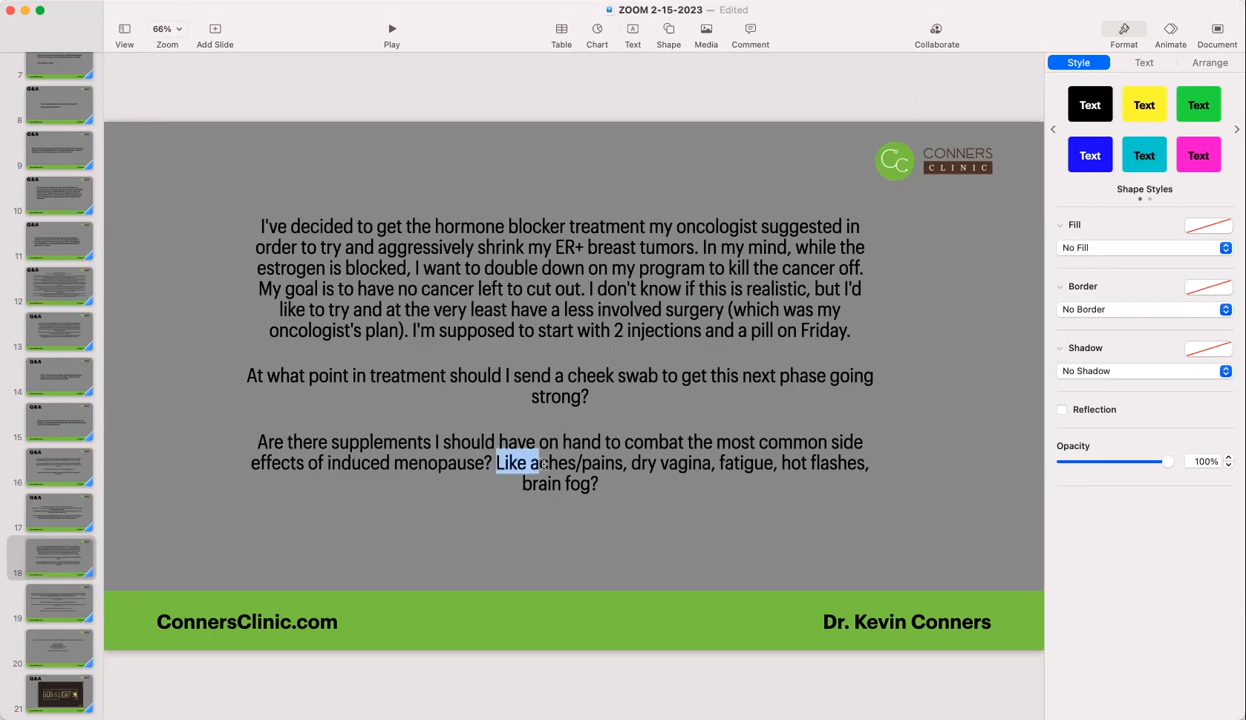 ZOOM 2-15-2023 — Edited
66%
View
Zoom
Add Slide
Play
Table
Chart
Text
Shape
Media
Comment
Collaborate
Format
Animate
Document
7
Q&A
8
Q&A
9
Q&A
10
Q&A
11
Q&A
12
Q&A
13
Q&A
14
Q&A
15
Q&A
16
Q&A
17
18
19
20
Q&A
21
GOD is LIGHT
CC
CONNERS
CLINIC
I've decided to get the hormone blocker treatment my oncologist suggested in
order to try and aggressively shrink my ER+ breast tumors. In my mind, while the
estrogen is blocked, I want to double down on my program to kill the cancer off.
My goal is to have no cancer left to cut out. I don't know if this is realistic, but I'd
like to try and at the very least have a less involved surgery (which was my
oncologist's plan). I'm supposed to start with 2 injections and a pill on Friday.
At what point in treatment should I send a cheek swab to get this next phase going
strong?
Are there supplements I should have on hand to combat the most common side
effects of induced menopause? Like aches/pains, dry vagina, fatigue, hot flashes,
brain fog?
ConnersClinic.com
Dr. Kevin Conners
Style
Text
Arrange
Text
Text
Text
Text
Text
Text
Shape Styles
Fill
No Fill
Border
No Border
Shadow
No Shadow
Reflection
Opacity
100%